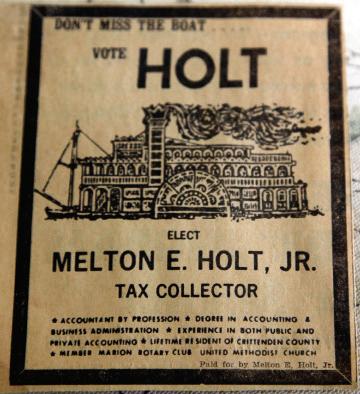 DON'T MISS THE BOAT .....
VOTE
HOLT
ELECT
MELTON E. HOLT, JR.
TAX COLLECTOR
★ ACCOUNTANT BY PROFESSION ★ DEGREE IN ACCOUNTING &
BUSINESS ADMINISTRATION ★ EXPERIENCE IN BOTH PUBLIC AND
PRIVATE ACCOUNTING ★ LIFETIME RESIDENT OF CRITTENDEN COUNTY
★ MEMBER MARION ROTARY CLUB UNITED METHODIST CHURCH
Paid for by Melton E. Holt, Jr.